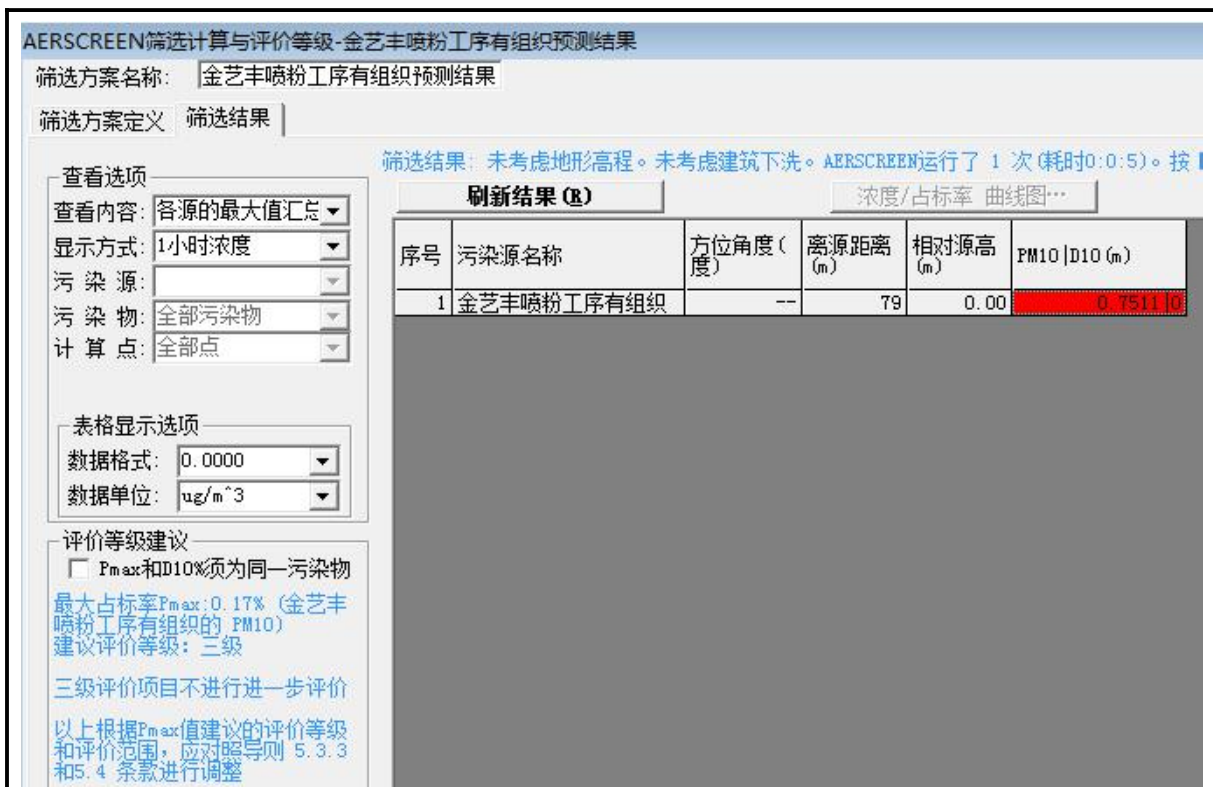 AERSCREEN筛选计算与评价等级-金艺丰喷粉工序有组织预测结果
筛选方案名称: 金艺丰喷粉工序有组织预测结果
筛选方案定义 筛选结果
筛选结果: 未考虑地形高程。未考虑建筑下洗。AERSCREEN运行了 1 次(耗时0:0:5)。按
查看选项
查看内容: 各源的最大值汇总
显示方式: 1小时浓度
污 染 源:
污 染 物: 全部污染物
计 算 点: 全部点
表格显示选项
数据格式: 0.0000
数据单位: ug/m^3
评价等级建议
Pmax和D10%须为同一污染物
最大占标率Pmax:0.17% (金艺丰
喷粉工序有组织的 PM10)
建议评价等级: 三级
三级评价项目不进行进一步评价
以上根据Pmax值建议的评价等级
和评价范围,应对照导则 5.3.3
和5.4 条款进行调整
刷新结果(R) 浓度/占标率 曲线图…
序号 污染源名称 方位角度(度) 离源距离(m) 相对源高(m) PM10|D10(m)
1 金艺丰喷粉工序有组织 -- 79 0.00 0.7511|0